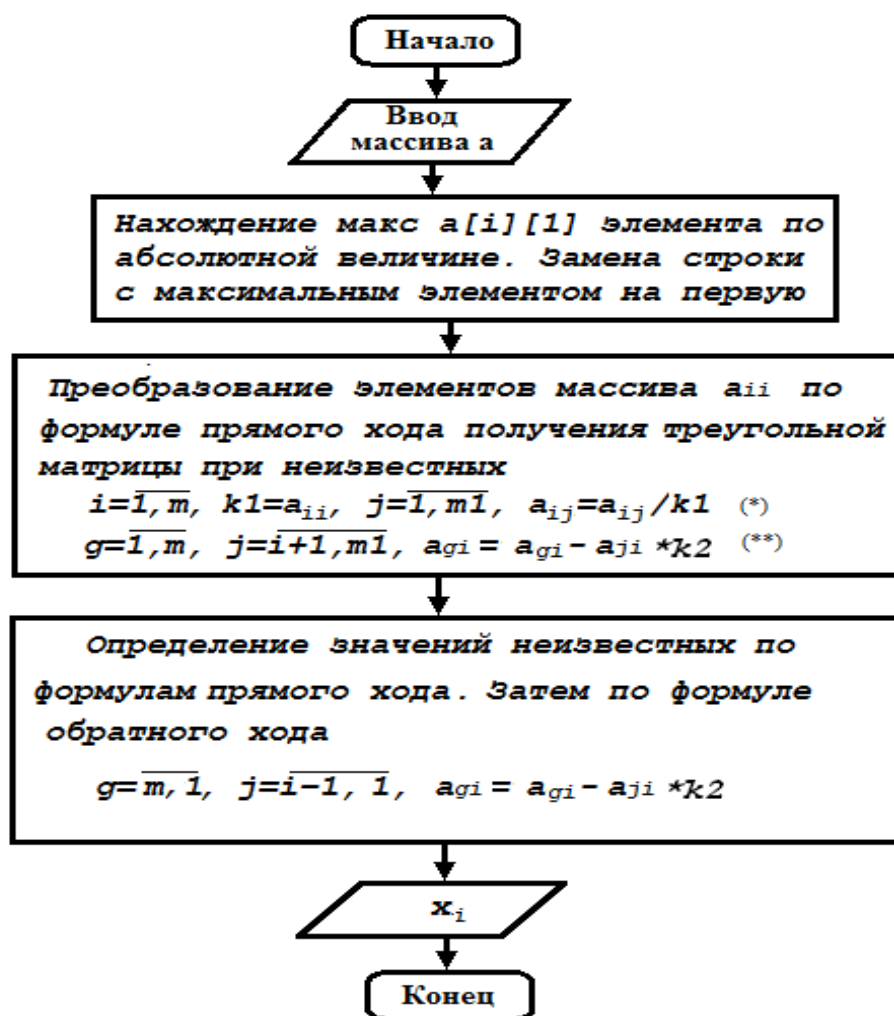 Начало
Ввод
массива a
Нахождение макс a[i][1] элемента по
абсолютной величине. Замена строки
с максимальным элементом на первую
Преобразование элементов массива aii по
формуле прямого хода получения треугольной
матрицы при неизвестных
i=1,m, k1=aii, j=1,m1, aij=aij/k1 (*)
g=1,m, j=i+1,m1, agi = agi- aji *k2 (**)
Определение значений неизвестных по
формулам прямого хода. Затем по формуле
обратного хода
g=m,1, j=i-1, 1, agi = agi- aji *k2
xi
Конец